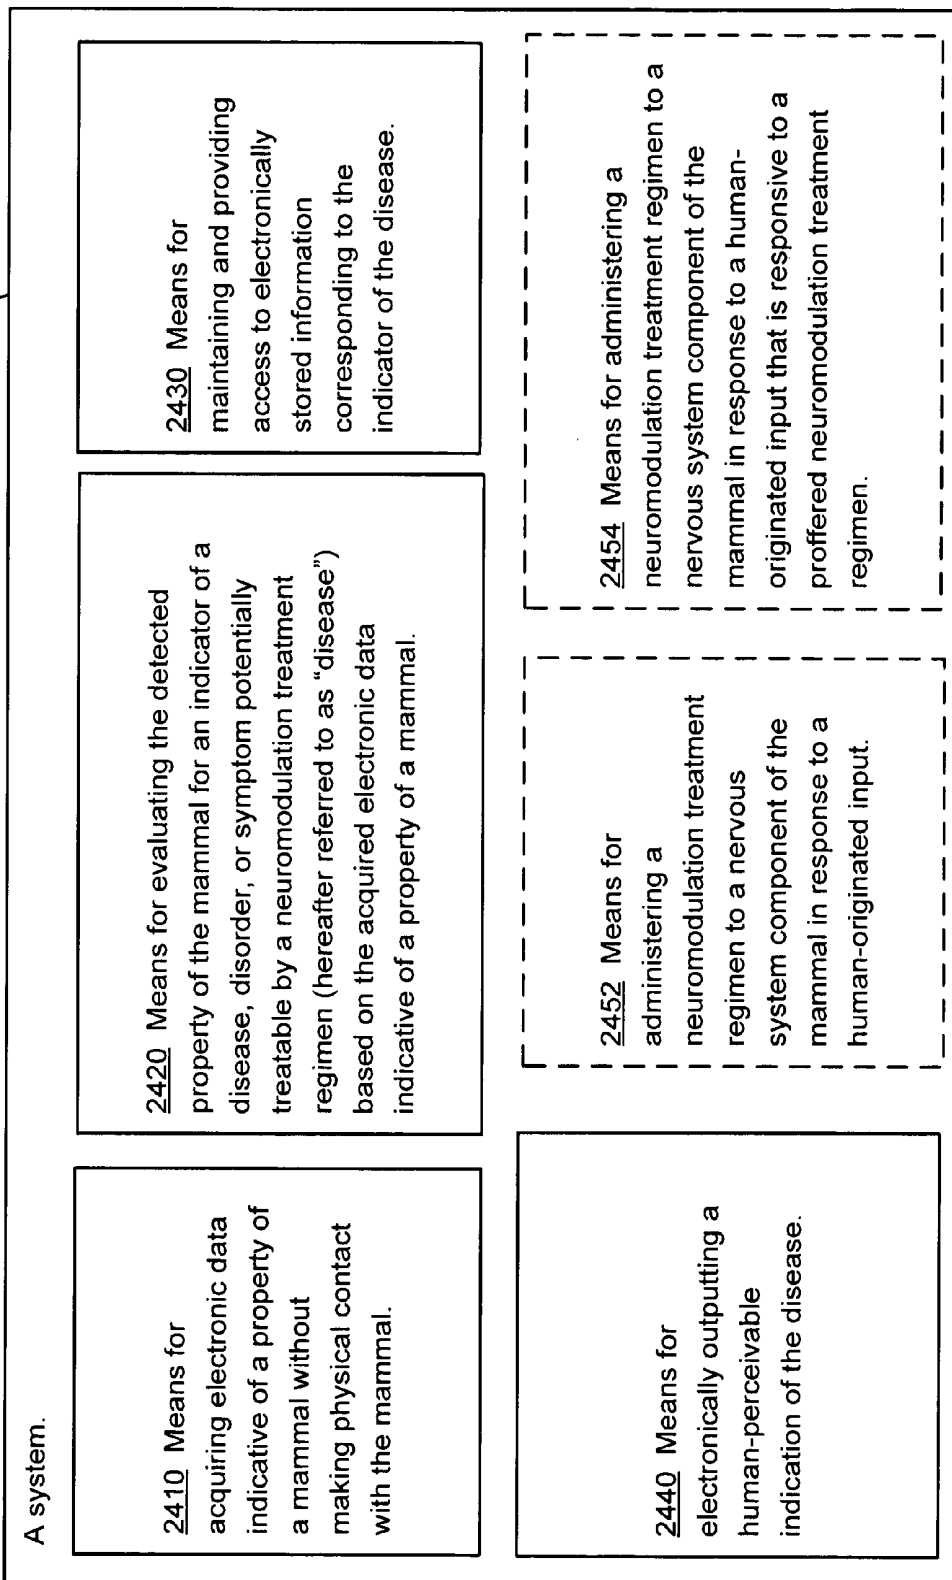 A system.
2410 Means for
acquiring electronic data
indicative of a property of
a mammal without
making physical contact
with the mammal.
2420 Means for evaluating the detected
property of the mammal for an indicator of a
disease, disorder, or symptom potentially
treatable by a neuromodulation treatment
regimen (hereafter referred to as “disease”)
based on the acquired electronic data
indicative of a property of a mammal.
2430 Means for
maintaining and providing
access to electronically
stored information
corresponding to the
indicator of the disease.
2440 Means for
electronically outputting a
human-perceivable
indication of the disease.
2452 Means for
administering a
neuromodulation treatment
regimen to a nervous
system component of the
mammal in response to a
human-originated input.
2454 Means for administering a
neuromodulation treatment regimen to a
nervous system component of the
mammal in response to a human-
originated input that is responsive to a
proffered neuromodulation treatment
regimen.